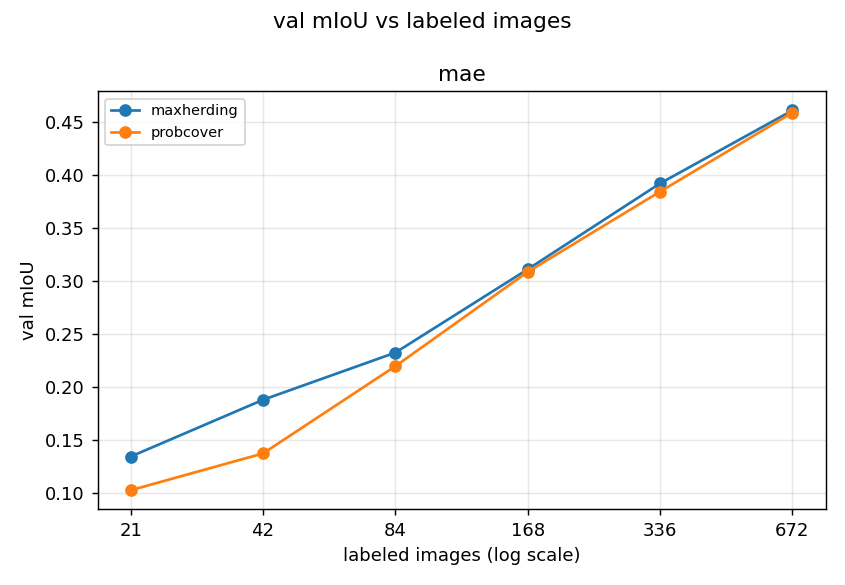 val mIoU vs labeled images
mae
maxherding
probcover
val mIoU
0.45
0.40
0.35
0.30
0.25
0.20
0.15
0.10
21 42 84 168 336 672
labeled images (log scale)